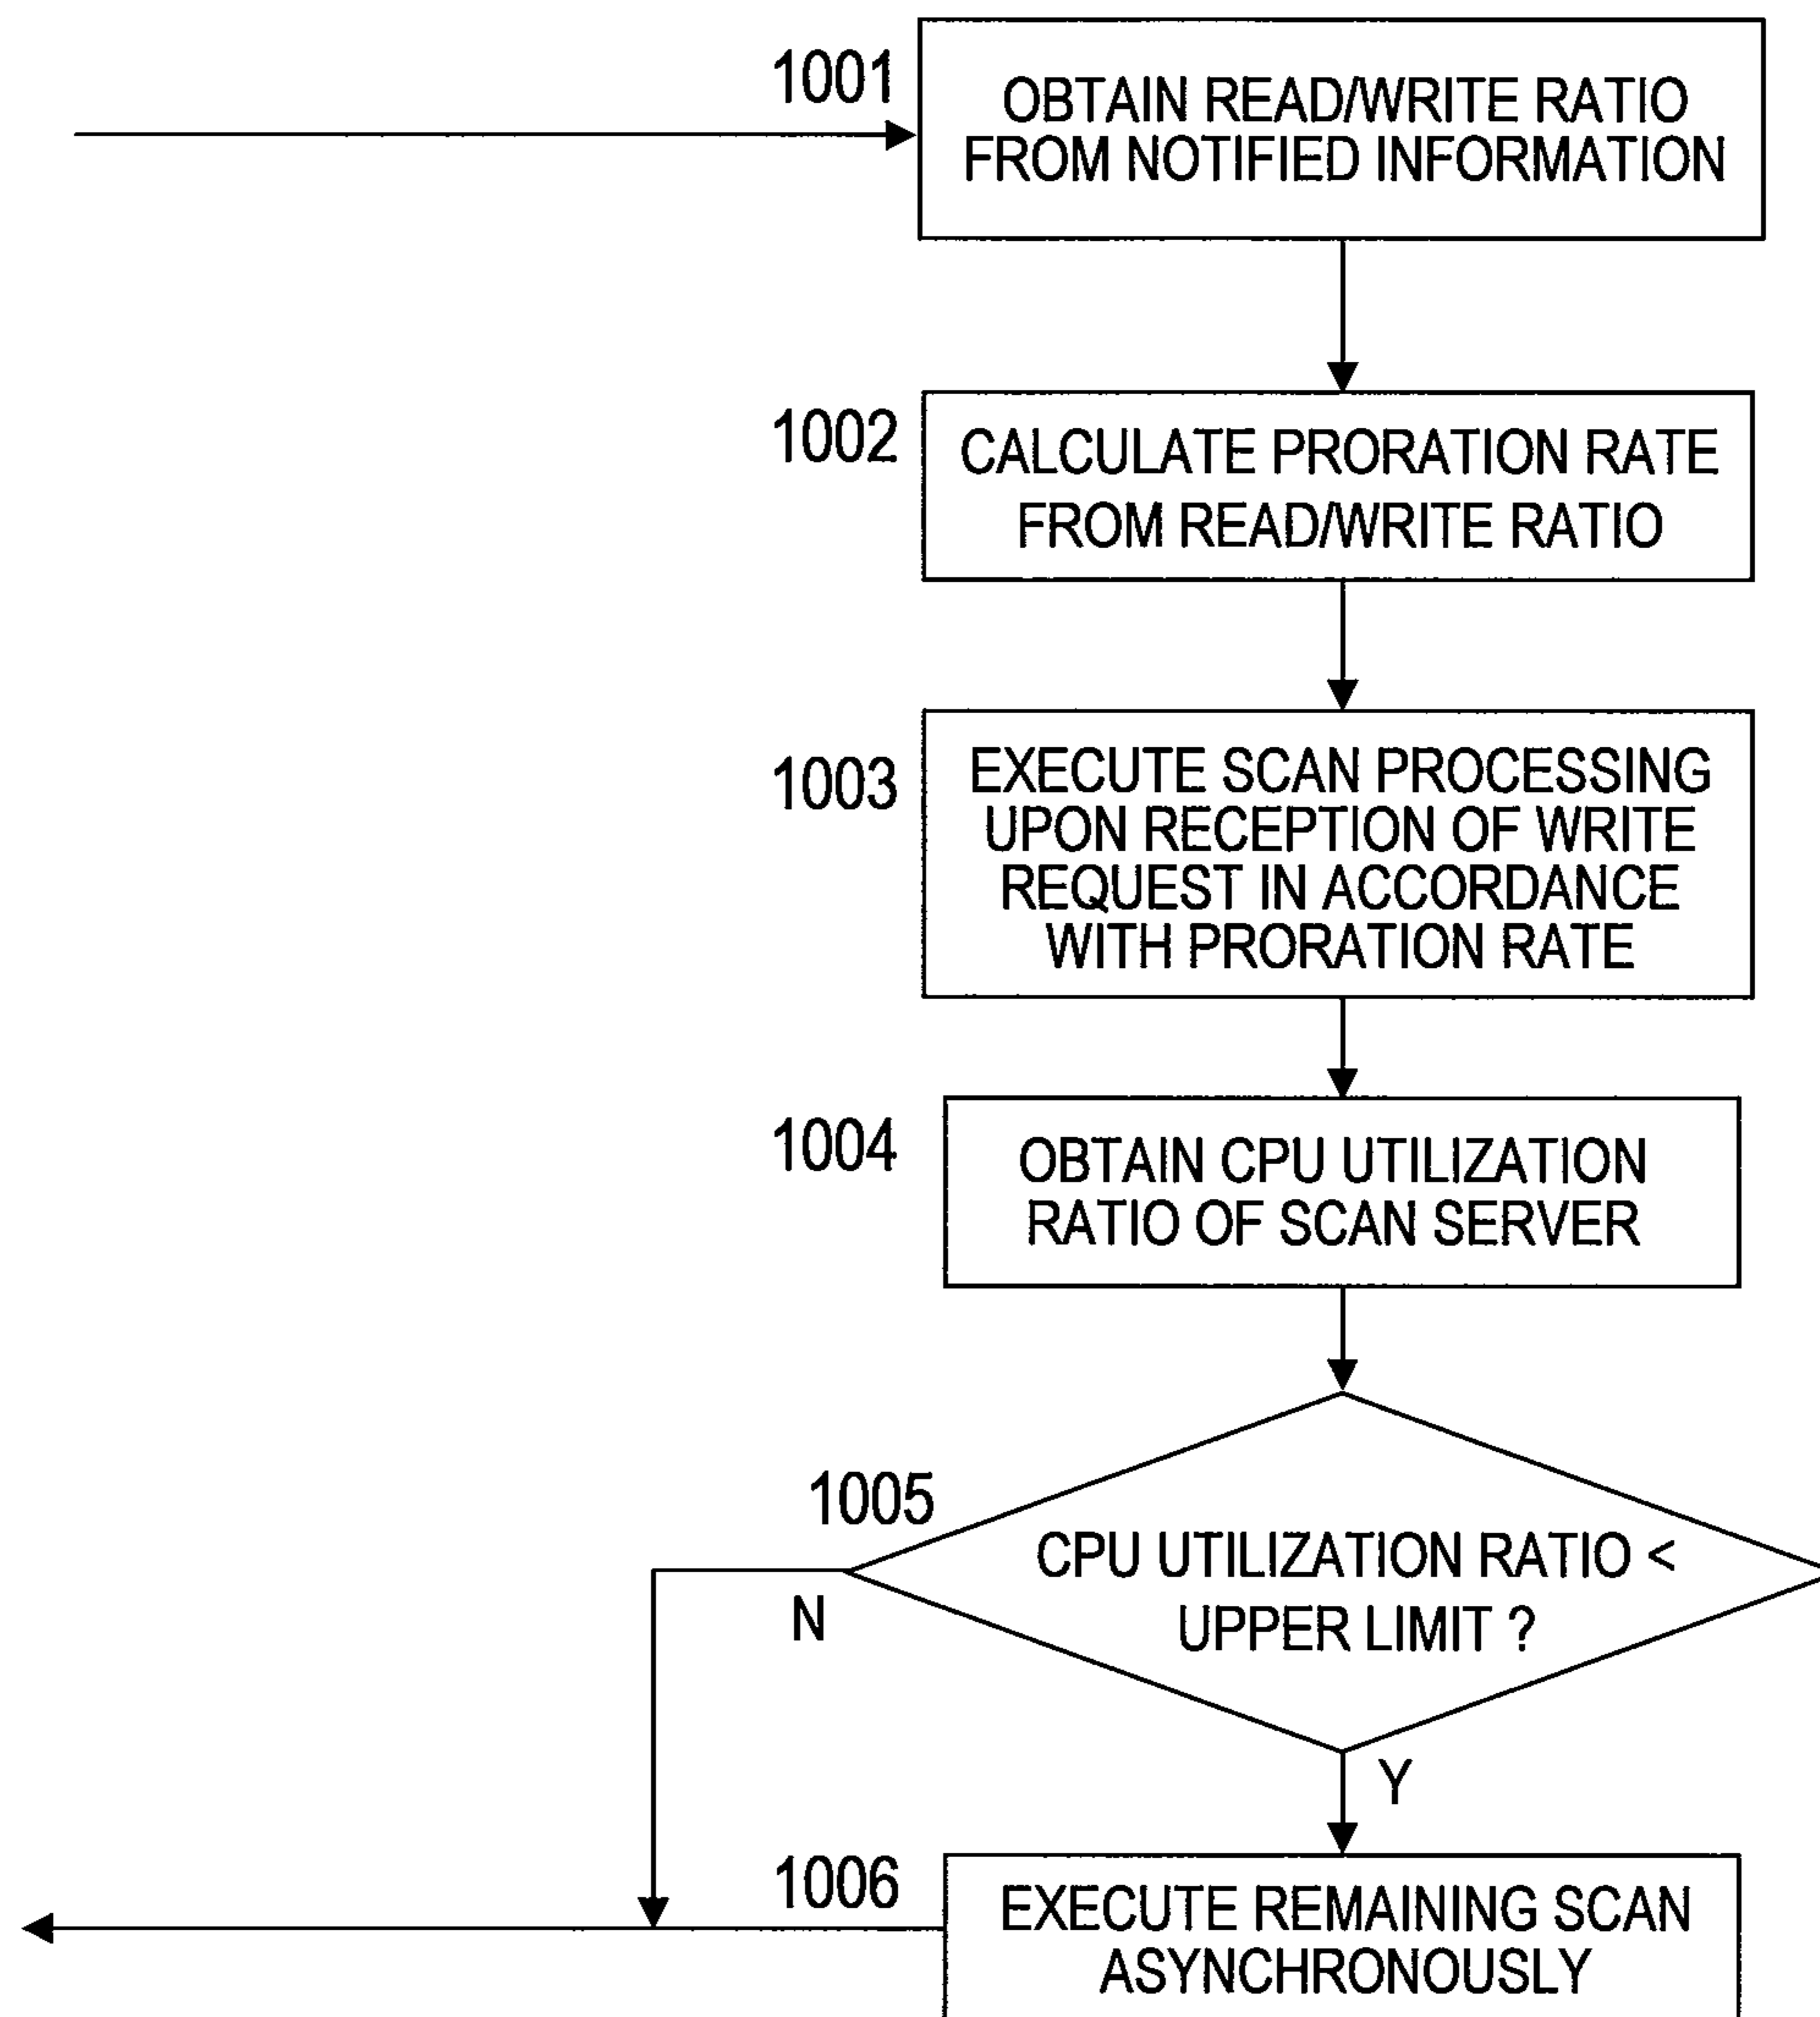 1001
OBTAIN READ/WRITE RATIO
FROM NOTIFIED INFORMATION
1002
CALCULATE PRORATION RATE
FROM READ/WRITE RATIO
1003
EXECUTE SCAN PROCESSING
UPON RECEPTION OF WRITE
REQUEST IN ACCORDANCE
WITH PRORATION RATE
1004
OBTAIN CPU UTILIZATION
RATIO OF SCAN SERVER
1005
CPU UTILIZATION RATIO <
UPPER LIMIT ?
N
Y
1006
EXECUTE REMAINING SCAN
ASYNCHRONOUSLY